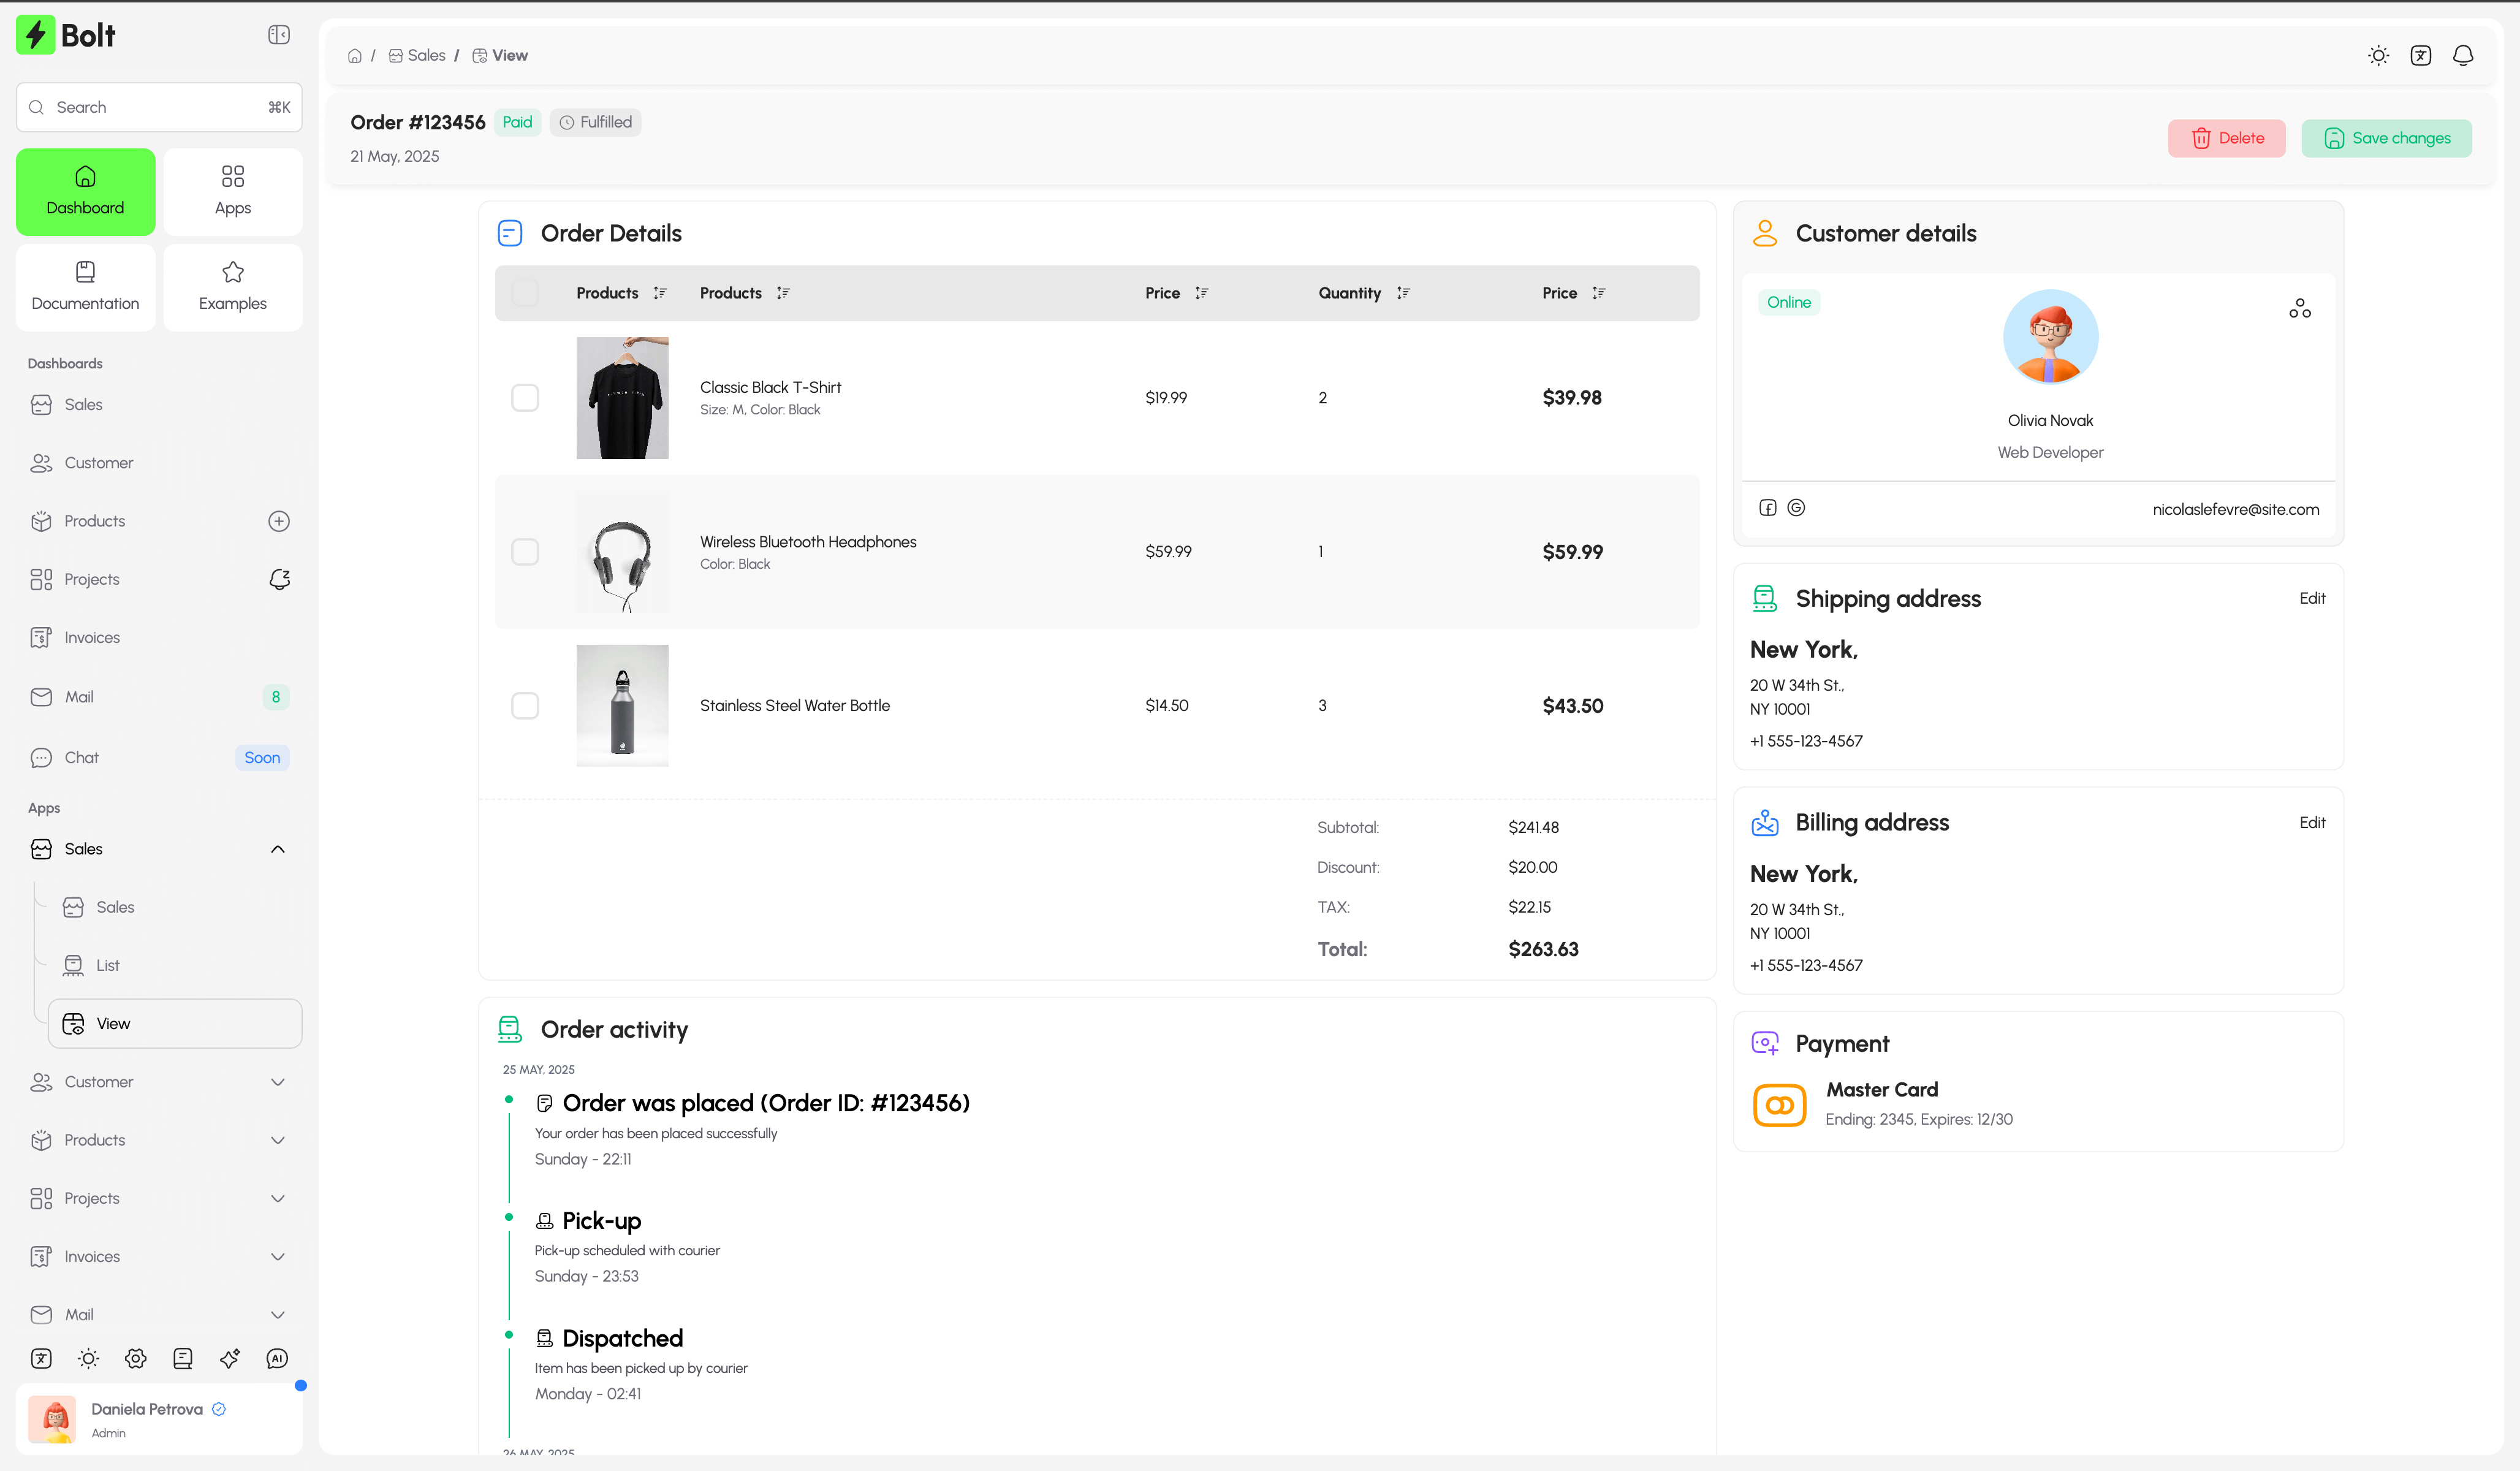 Bolt
Search ⌘K
Dashboard
Apps
Documentation
Examples
Dashboards
Sales
Customer
Products
Projects
Invoices
Mail 8
Chat Soon
Apps
Sales
Sales
List
View
Customer
Products
Projects
Invoices
Mail
AI
Daniela Petrova
Admin
/ Sales / View
Order #123456 Paid Fulfilled
21 May, 2025
Delete
Save changes
Order Details
Products Products Price Quantity Price
Classic Black T-Shirt
Size: M, Color: Black
$19.99 2 $39.98
Wireless Bluetooth Headphones
Color: Black
$59.99 1 $59.99
Stainless Steel Water Bottle
$14.50 3 $43.50
Subtotal: $241.48
Discount: $20.00
TAX: $22.15
Total: $263.63
Order activity
25 MAY, 2025
Order was placed (Order ID: #123456)
Your order has been placed successfully
Sunday - 22:11
Pick-up
Pick-up scheduled with courier
Sunday - 23:53
Dispatched
Item has been picked up by courier
Monday - 02:41
26 MAY, 2025
Customer details
Online
Olivia Novak
Web Developer
nicolaslefevre@site.com
Shipping address Edit
New York,
20 W 34th St.,
NY 10001
+1 555-123-4567
Billing address Edit
New York,
20 W 34th St.,
NY 10001
+1 555-123-4567
Payment
Master Card
Ending: 2345, Expires: 12/30